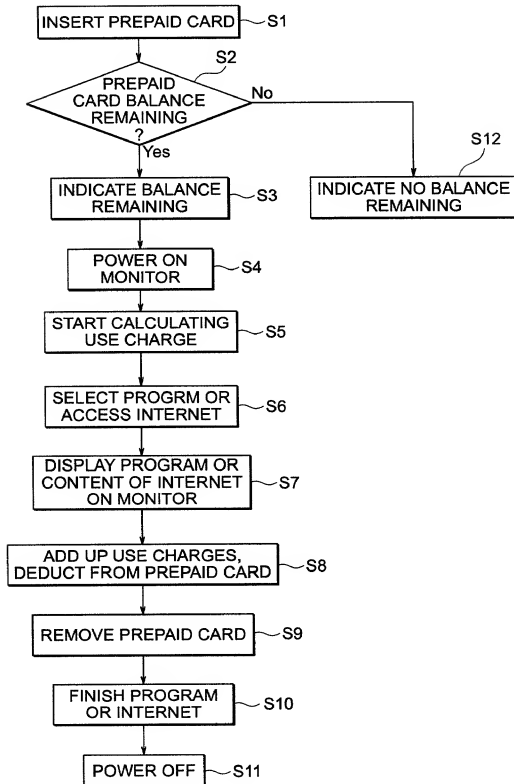 INSERT PREPAID CARD S1
S2
PREPAID
CARD BALANCE
REMAINING
?
No
Yes
S12
INDICATE NO BALANCE
REMAINING
INDICATE BALANCE
REMAINING
S3
POWER ON
MONITOR
S4
START CALCULATING
USE CHARGE
S5
SELECT PROGRM OR
ACCESS INTERNET
S6
DISPLAY PROGRAM OR
CONTENT OF INTERNET
ON MONITOR
S7
ADD UP USE CHARGES,
DEDUCT FROM PREPAID CARD
S8
REMOVE PREPAID CARD S9
FINISH PROGRAM
OR INTERNET
S10
POWER OFF S11